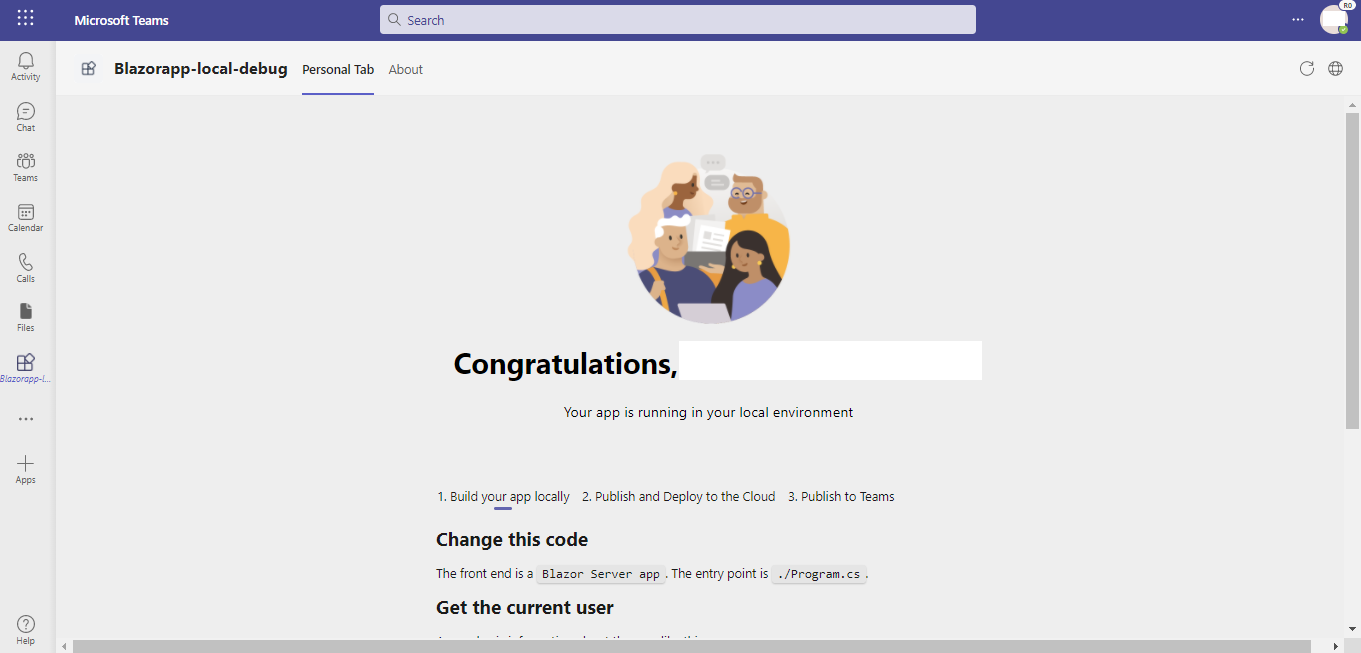 Microsoft Teams
Search
RO
Activity
Chat
Teams
Calendar
Calls
Files
Blazorapp-l...
Apps
Help
Blazorapp-local-debug
Personal Tab
About
Congratulations,
Your app is running in your local environment
1. Build your app locally
2. Publish and Deploy to the Cloud
3. Publish to Teams
Change this code
The front end is a Blazor Server app. The entry point is ./Program.cs.
Get the current user